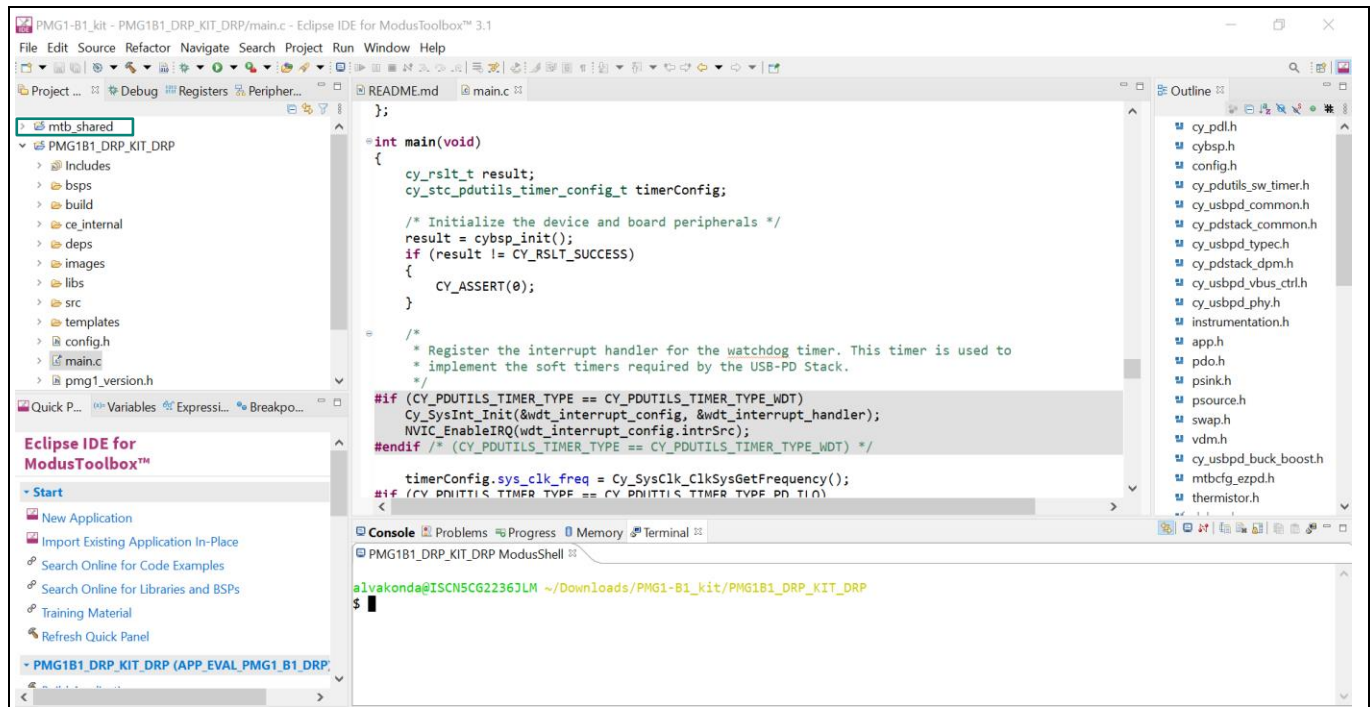 PMG1-B1_kit - PMG1B1_DRP_KIT_DRP/main.c - Eclipse IDE for ModusToolbox™ 3.1
File Edit Source Refactor Navigate Search Project Run Window Help
Project ... Debug Registers Peripher...
mtb_shared
PMG1B1_DRP_KIT_DRP
Includes
bsps
build
ce_internal
deps
images
libs
src
templates
config.h
main.c
pmg1_version.h
README.md main.c
};
int main(void)
{
cy_rslt_t result;
cy_stc_pdutils_timer_config_t timerConfig;
/* Initialize the device and board peripherals */
result = cybsp_init();
if (result != CY_RSLT_SUCCESS)
{
CY_ASSERT(0);
}
/*
* Register the interrupt handler for the watchdog timer. This timer is used to
* implement the soft timers required by the USB-PD Stack.
*/
#if (CY_PDUTILS_TIMER_TYPE == CY_PDUTILS_TIMER_TYPE_WDT)
Cy_SysInt_Init(&wdt_interrupt_config, &wdt_interrupt_handler);
NVIC_EnableIRQ(wdt_interrupt_config.intrSrc);
#endif /* (CY_PDUTILS_TIMER_TYPE == CY_PDUTILS_TIMER_TYPE_WDT) */
timerConfig.sys_clk_freq = Cy_SysClk_ClkSysGetFrequency();
#if (CY_PDUTILS_TIMER_TYPE == CY_PDUTILS_TIMER_TYPE_PD_ILO)
Outline
cy_pdl.h
cybsp.h
config.h
cy_pdutils_sw_timer.h
cy_usbpd_common.h
cy_pdstack_common.h
cy_usbpd_typec.h
cy_pdstack_dpm.h
cy_usbpd_vbus_ctrl.h
cy_usbpd_phy.h
instrumentation.h
app.h
pdo.h
psink.h
psource.h
swap.h
vdm.h
cy_usbpd_buck_boost.h
mtbcfg_ezpd.h
thermistor.h
Quick P... Variables Expressi... Breakpo...
Eclipse IDE for
ModusToolbox™
Start
New Application
Import Existing Application In-Place
Search Online for Code Examples
Search Online for Libraries and BSPs
Training Material
Refresh Quick Panel
PMG1B1_DRP_KIT_DRP (APP_EVAL_PMG1_B1_DRP)
Console Problems Progress Memory Terminal
PMG1B1_DRP_KIT_DRP ModusShell
alvakonda@ISCN5CG2236JLM ~/Downloads/PMG1-B1_kit/PMG1B1_DRP_KIT_DRP
$